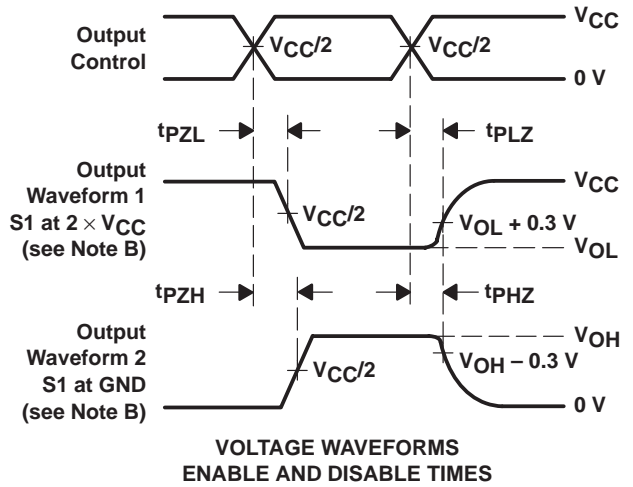 Output
Control
VCC/2
VCC/2
VCC
0 V
tPZL
tPLZ
Output
Waveform 1
S1 at 2 × VCC
(see Note B)
VCC/2
VCC
VOL + 0.3 V
VOL
tPZH
tPHZ
Output
Waveform 2
S1 at GND
(see Note B)
VCC/2
VOH
VOH – 0.3 V
0 V
VOLTAGE WAVEFORMS
ENABLE AND DISABLE TIMES